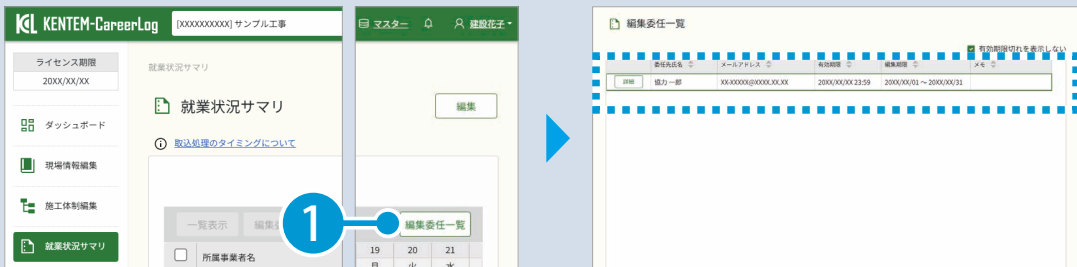 KENTEM-CareerLog
[XXXXXXXXXX] サンプル工事
マスター
建設花子
ライセンス期限
20XX/XX/XX
ダッシュボード
現場情報編集
施工体制編集
就業状況サマリ
就業状況サマリ
就業状況サマリ
編集
取込処理のタイミングについて
一覧表示
編集
1
編集委任一覧
所属事業者名
19 20 21
月 火 水
編集委任一覧
有効期限切れを表示しない
委任先氏名 メールアドレス 有効期限 編集期間 メモ
詳細 協力一郎 XX-XXXXX@XXXX.XX.XX 20XX/XX/XX 23:59 20XX/XX/01 ~ 20XX/XX/31